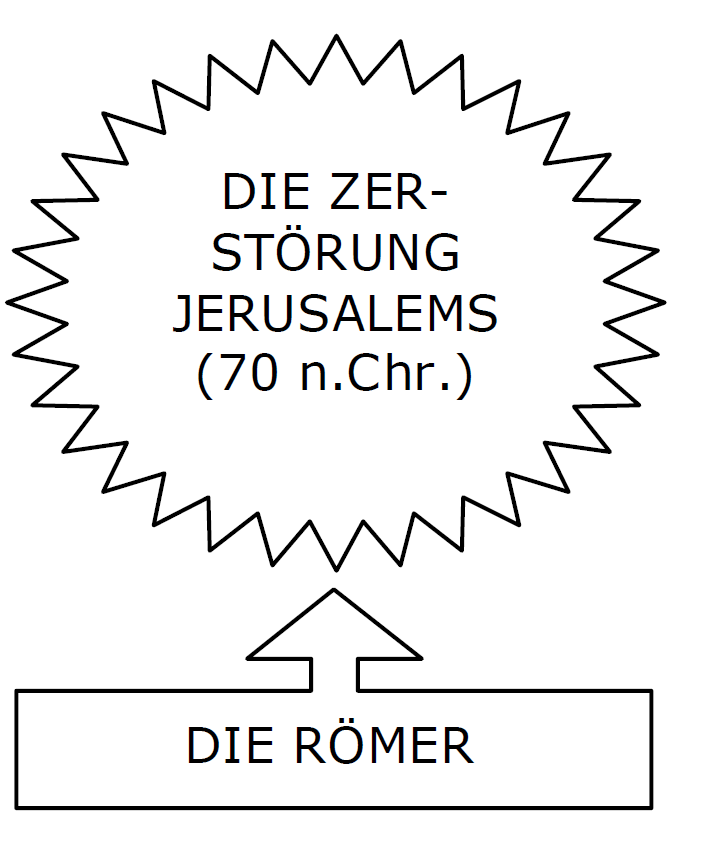 DIE ZER-
STÖRUNG
JERUSALEMS
(70 n.Chr.)
DIE RÖMER